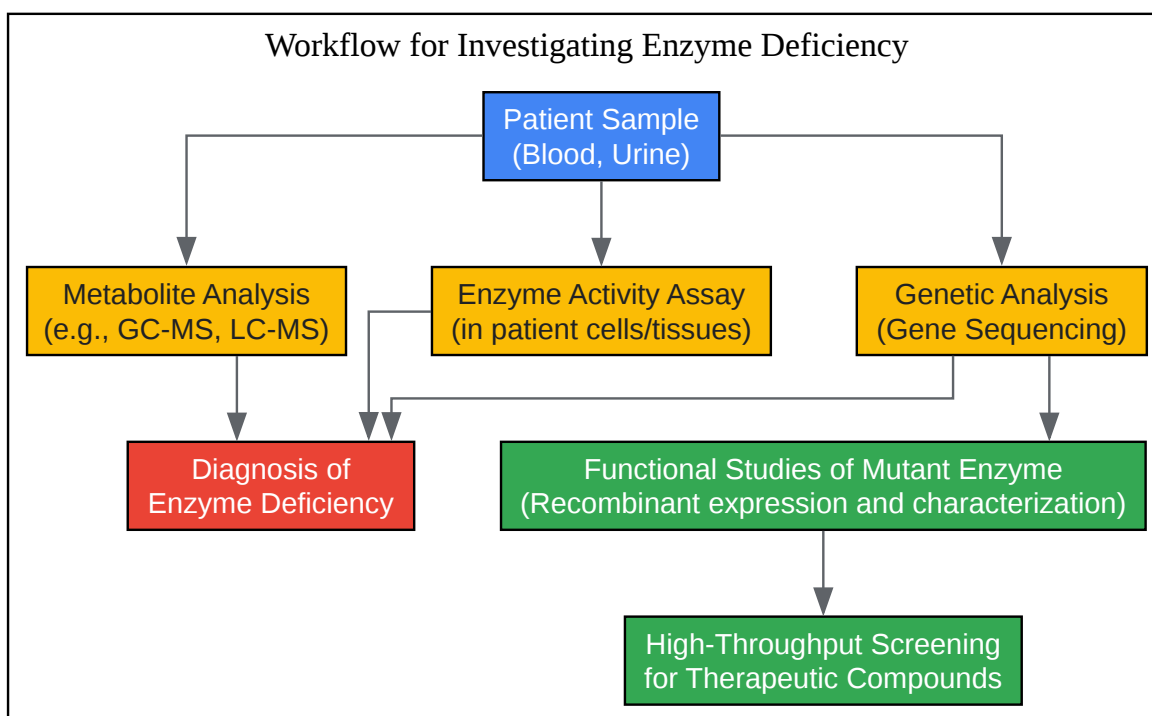 Workflow for Investigating Enzyme Deficiency
Patient Sample
(Blood, Urine)
Metabolite Analysis
(e.g., GC-MS, LC-MS)
Enzyme Activity Assay
(in patient cells/tissues)
Genetic Analysis
(Gene Sequencing)
Diagnosis of
Enzyme Deficiency
Functional Studies of Mutant Enzyme
(Recombinant expression and characterization)
High-Throughput Screening
for Therapeutic Compounds